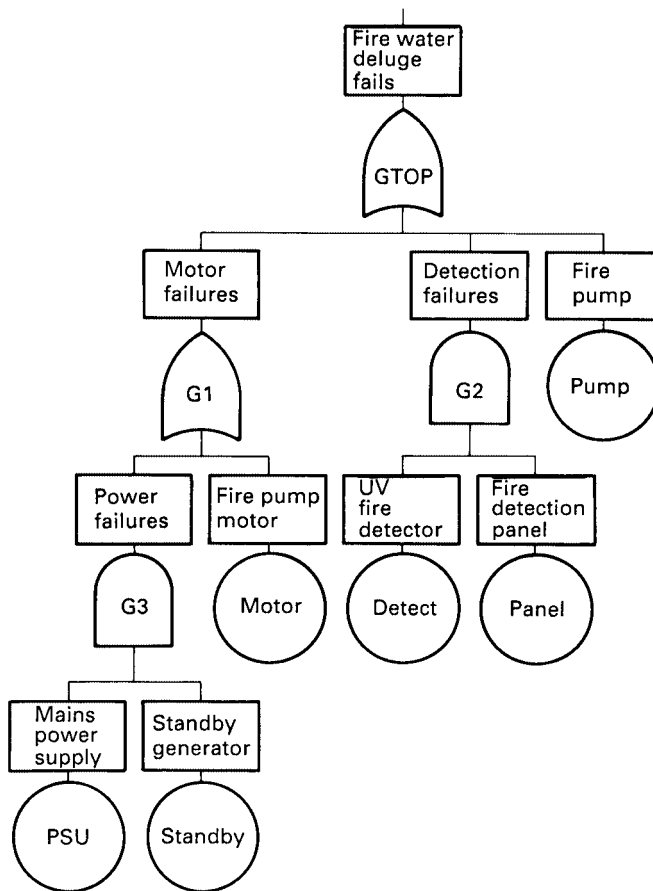 Fire water
deluge
fails
GTOP
Motor
failures
Detection
failures
Fire
pump
G1
G2
Pump
Power
failures
Fire pump
motor
UV
fire
detector
Fire
detection
panel
G3
Motor
Detect
Panel
Mains
power
supply
Standby
generator
PSU
Standby